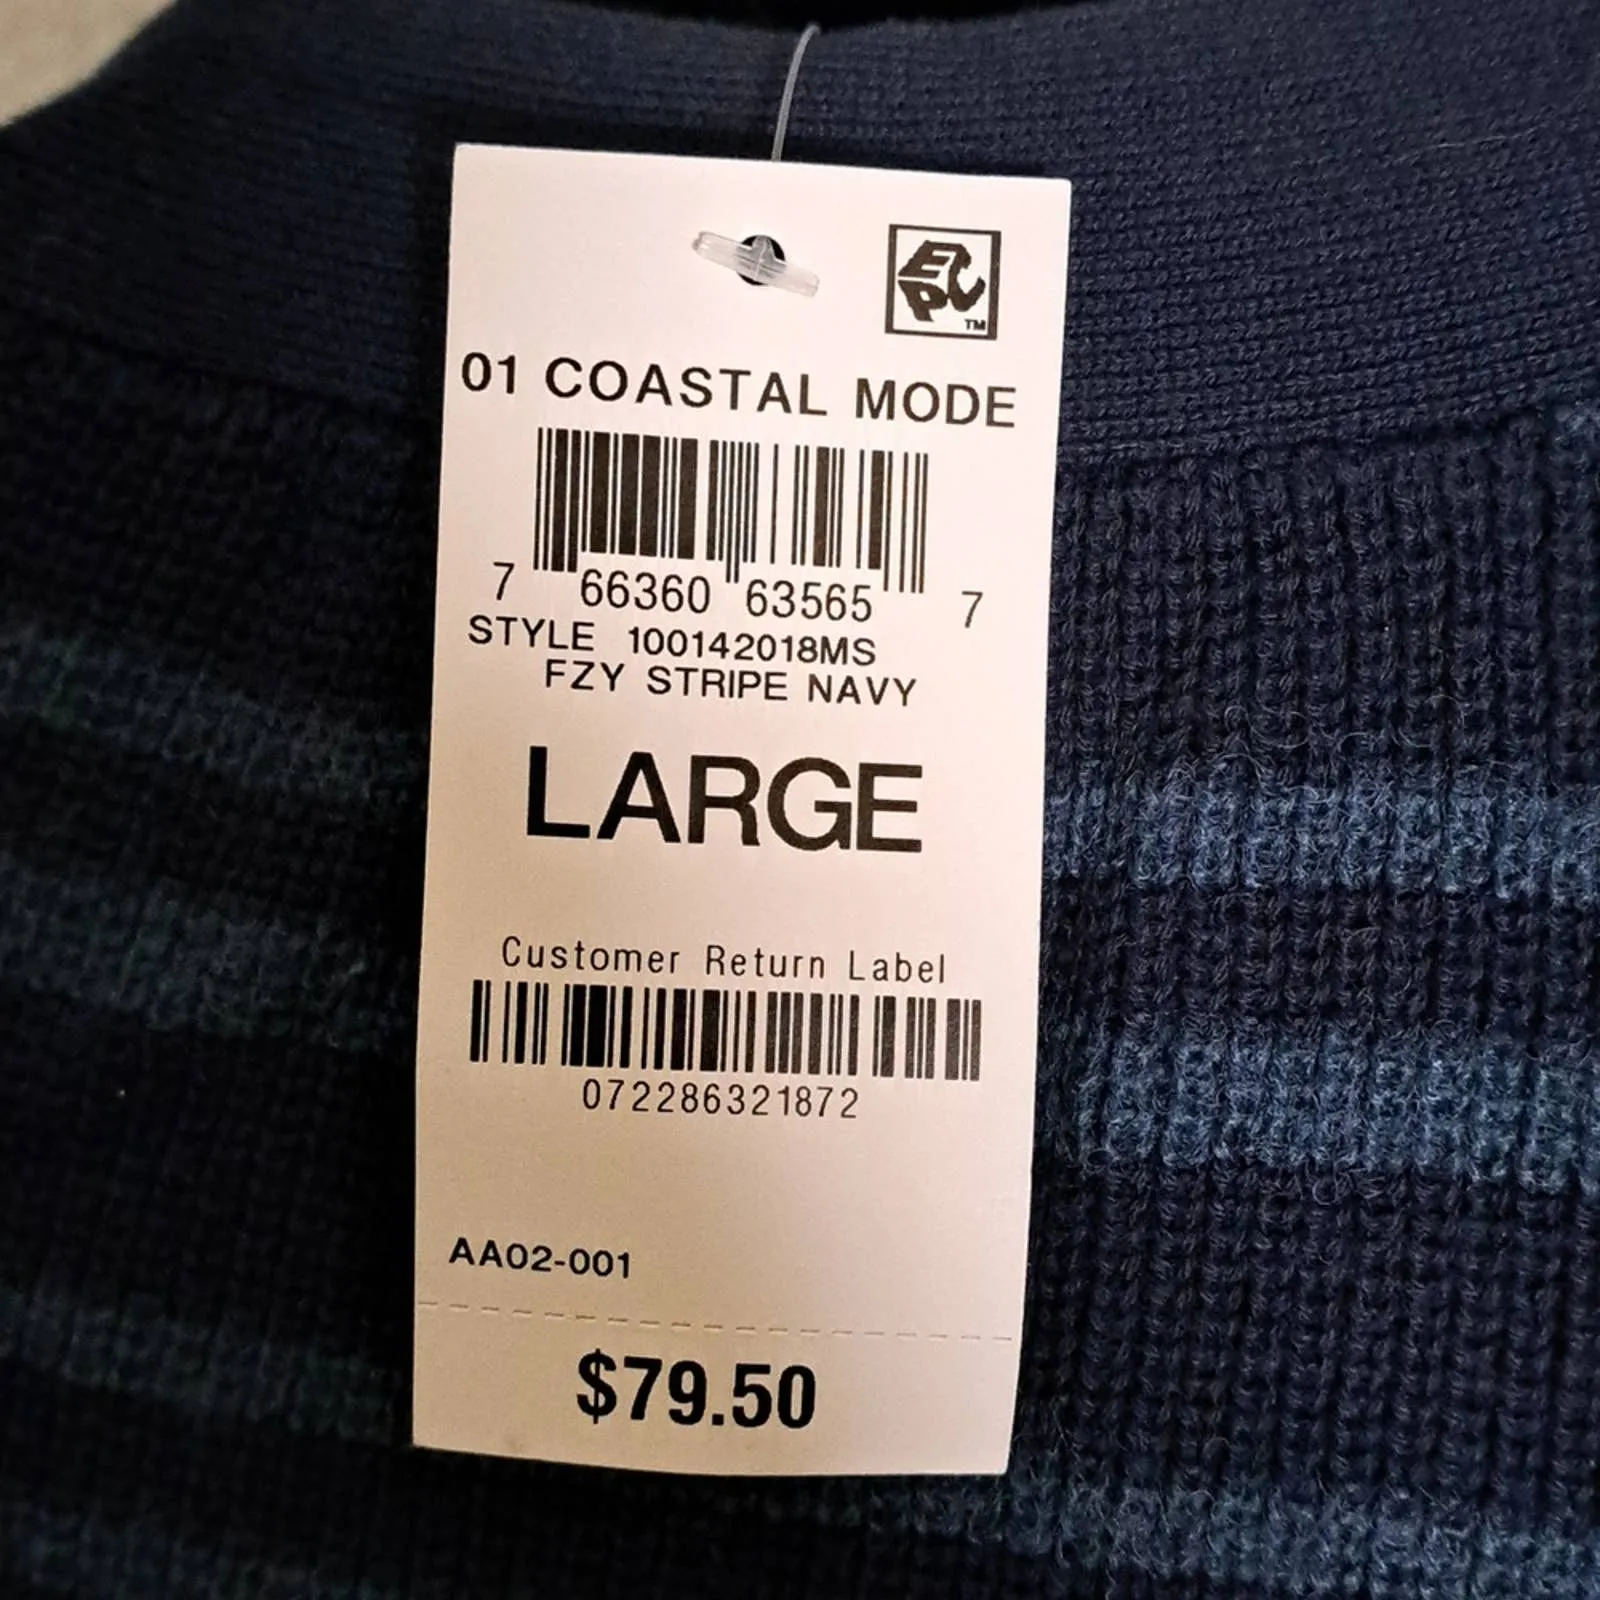 EPC
TM
01 COASTAL MODE
7 66360 63565 7
STYLE 100142018MS
FZY STRIPE NAVY
LARGE
Customer Return Label
072286321872
AA02-001
$79.50